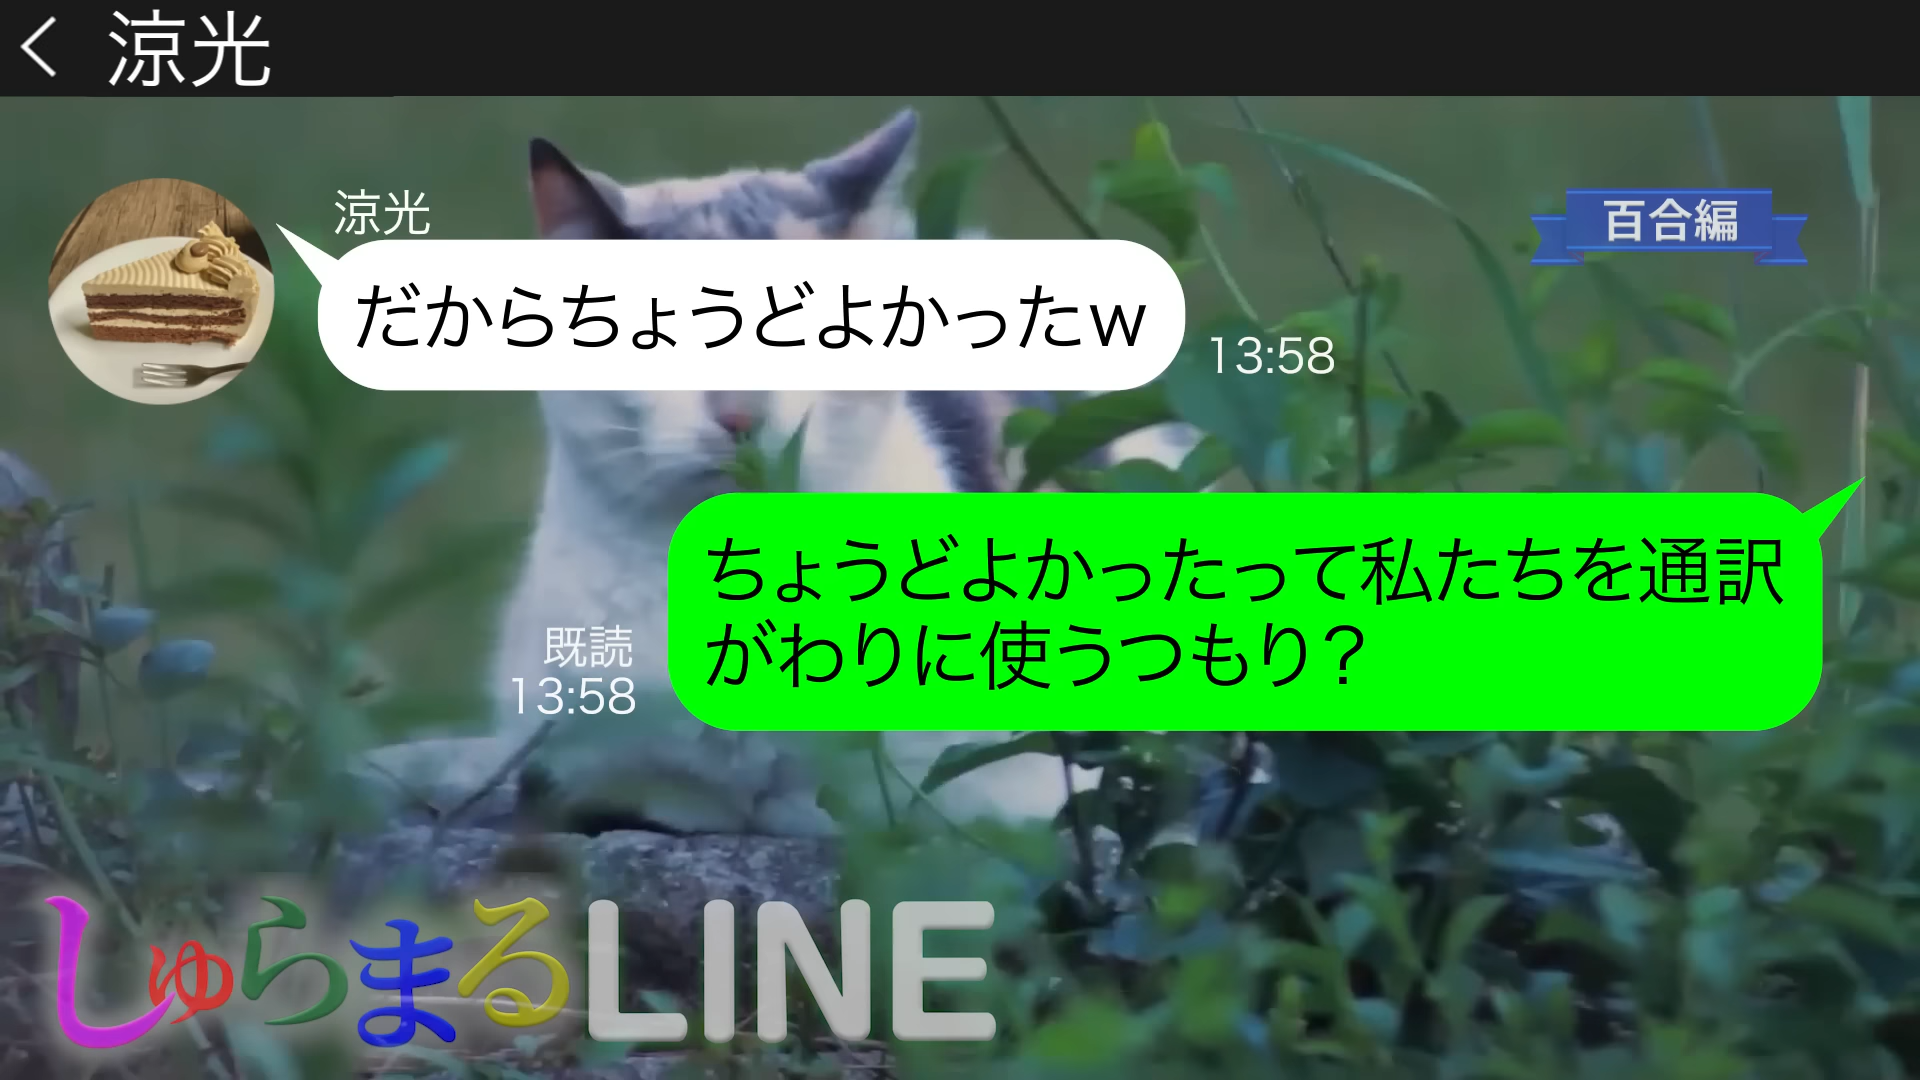 涼光
涼光
百合編
だからちょうどよかったw
13:58
ちょうどよかったって私たちを通訳
がわりに使うつもり？
既読
13:58
しゅらまるLINE